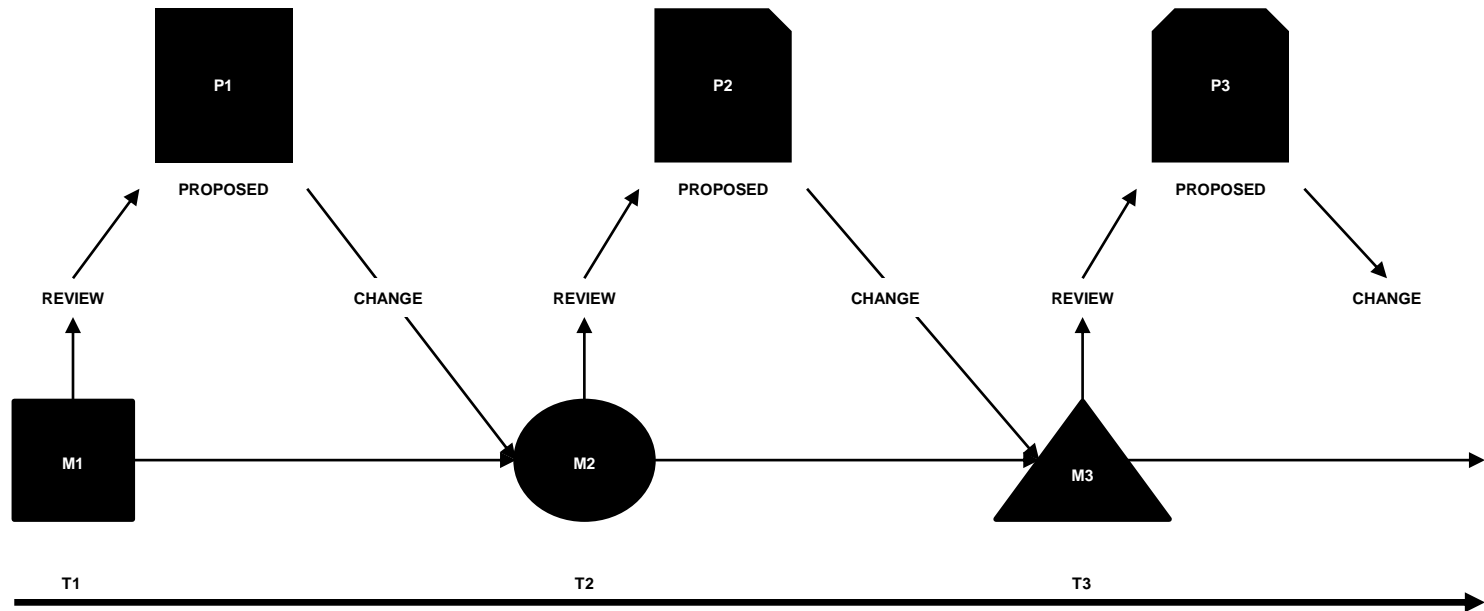 P1
P2
P3
PROPOSED
PROPOSED
PROPOSED
REVIEW
CHANGE
REVIEW
CHANGE
REVIEW
CHANGE
M1
M2
M3
T1
T2
T3